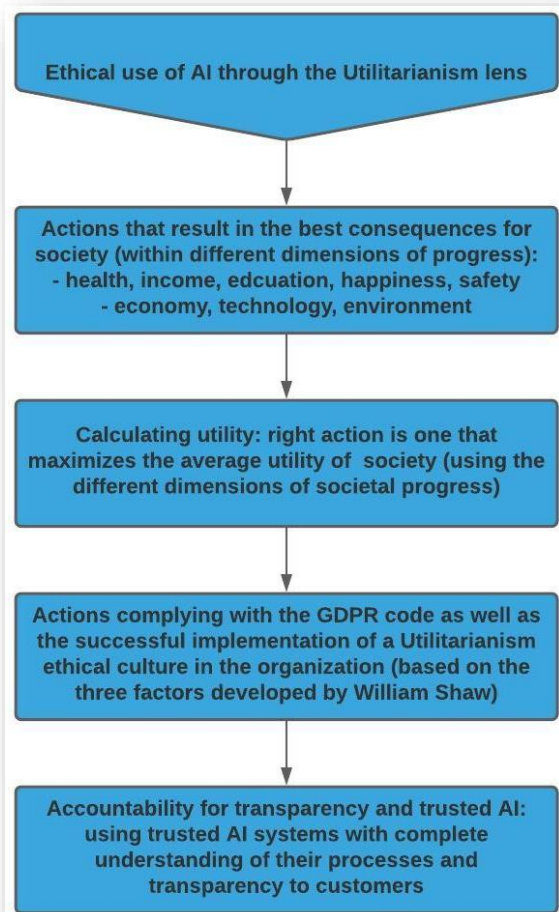 Ethical use of AI through the Utilitarianism lens
Actions that result in the best consequences for
society (within different dimensions of progress):
- health, income, edcuation, happiness, safety
- economy, technology, environment
Calculating utility: right action is one that
maximizes the average utility of society (using the
different dimensions of societal progress)
Actions complying with the GDPR code as well as
the successful implementation of a Utilitarianism
ethical culture in the organization (based on the
three factors developed by William Shaw)
Accountability for transparency and trusted AI:
using trusted AI systems with complete
understanding of their processes and
transparency to customers